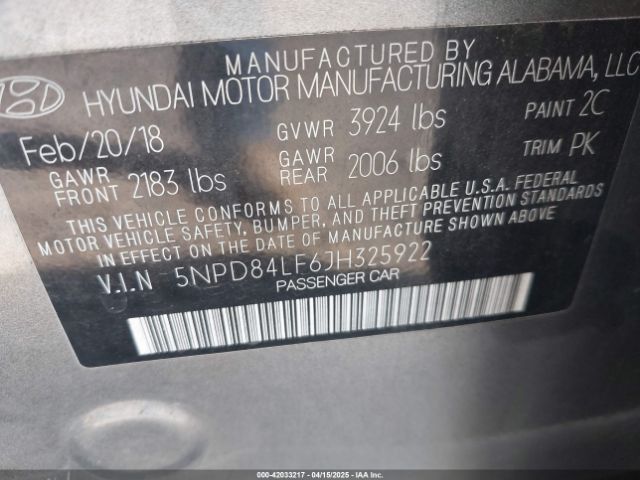 MANUFACTURED BY
HYUNDAI MOTOR MANUFACTURING ALABAMA, LLC
Feb/20/18 GVWR 3924 lbs PAINT 2C
GAWR FRONT 2183 lbs GAWR REAR 2006 lbs TRIM PK
THIS VEHICLE CONFORMS TO ALL APPLICABLE U.S.A. FEDERAL
MOTOR VEHICLE SAFETY, BUMPER, AND THEFT PREVENTION STANDARDS
IN EFFECT ON THE DATE OF MANUFACTURE SHOWN ABOVE
V.I.N 5NPD84LF6JH325922
PASSENGER CAR
000-42033217 - 04/15/2025 - COPYRIGHT IAA, LLC.